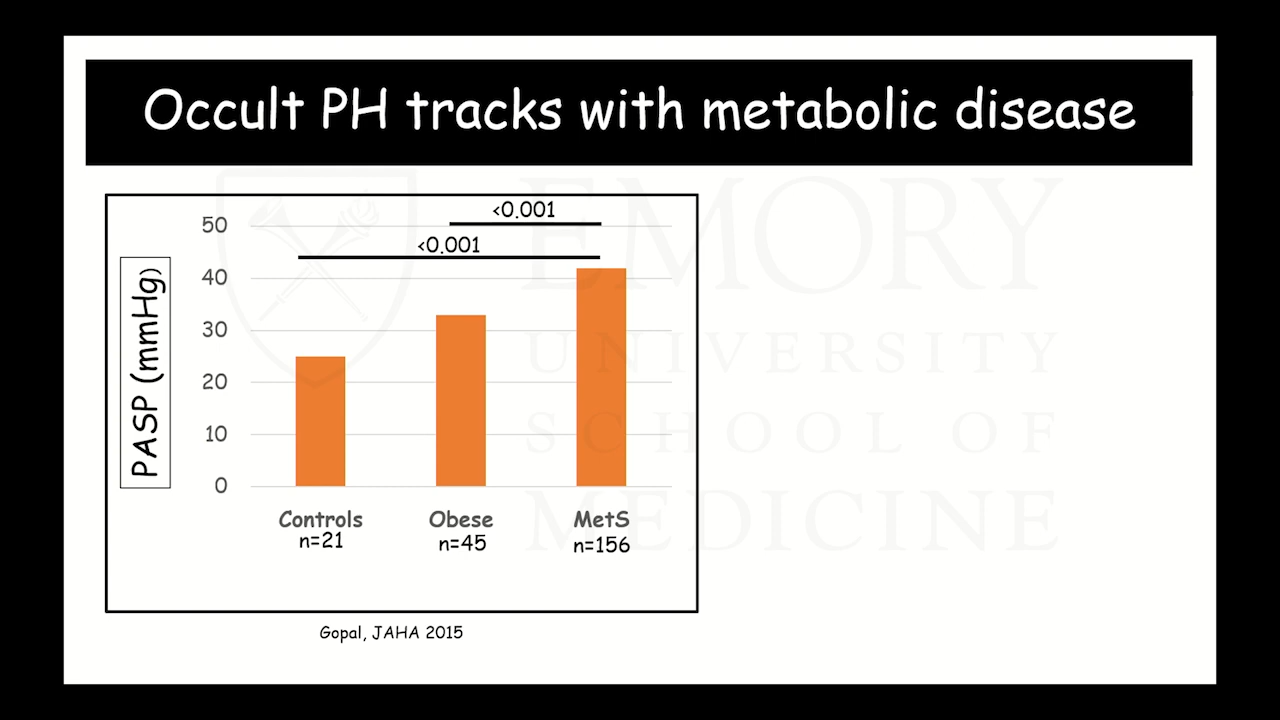 Occult PH tracks with metabolic disease
EMORY
UNIVERSITY
SCHOOL OF
MEDICINE
PASP (mmHg)
50
40
30
20
10
0
<0.001
<0.001
Controls
n=21
Obese
n=45
MetS
n=156
Gopal, JAHA 2015